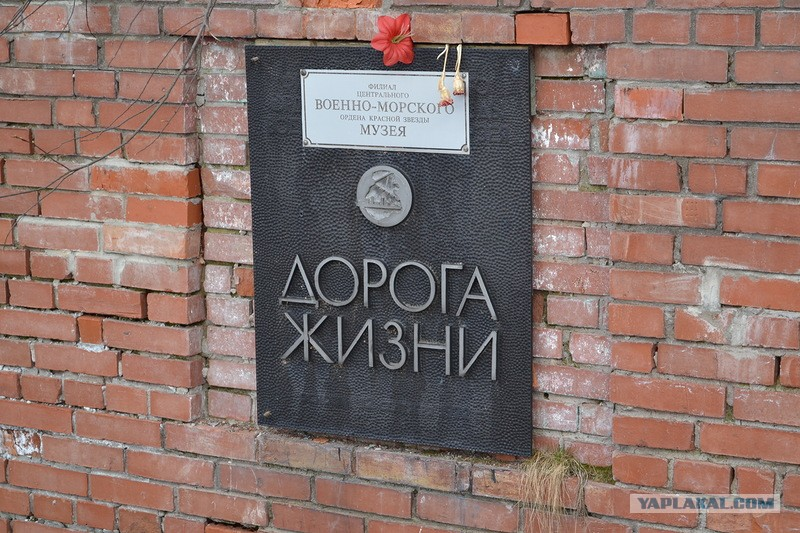 ФИЛИАЛ
ЦЕНТРАЛЬНОГО
ВОЕННО-МОРСКОГО
ОРДЕНА КРАСНОЙ ЗВЕЗДЫ
МУЗЕЯ
ДОРОГА
ЖИЗНИ
YAPLAKAL.COM